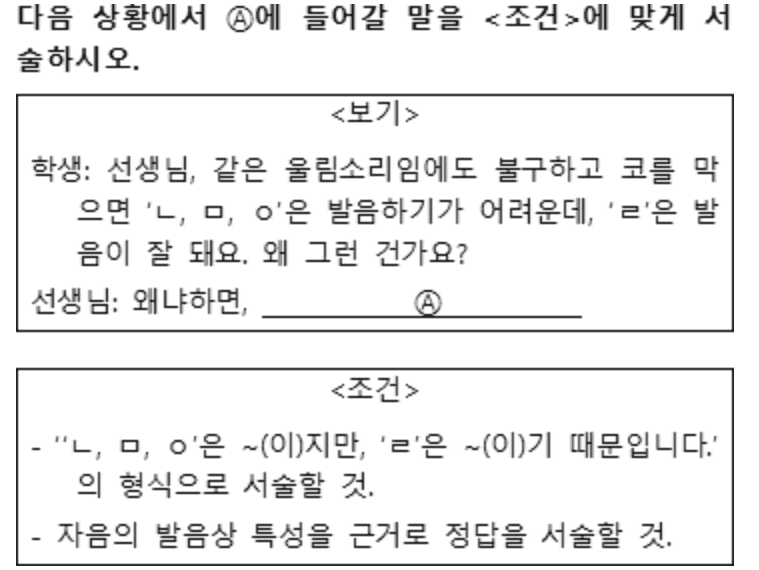 다음 상황에서 Ⓐ에 들어갈 말을 <조건>에 맞게 서
술하시오.
<보기>
학생: 선생님, 같은 울림소리임에도 불구하고 코를 막
으면 ‘ㄴ, ㅁ, ㅇ’은 발음하기가 어려운데, ‘ㄹ’은 발
음이 잘 돼요. 왜 그런 건가요?
선생님: 왜냐하면, ________Ⓐ________
<조건>
- “ㄴ, ㅁ, ㅇ’은 ~(이)지만, ‘ㄹ’은 ~(이)기 때문입니다.’
의 형식으로 서술할 것.
- 자음의 발음상 특성을 근거로 정답을 서술할 것.